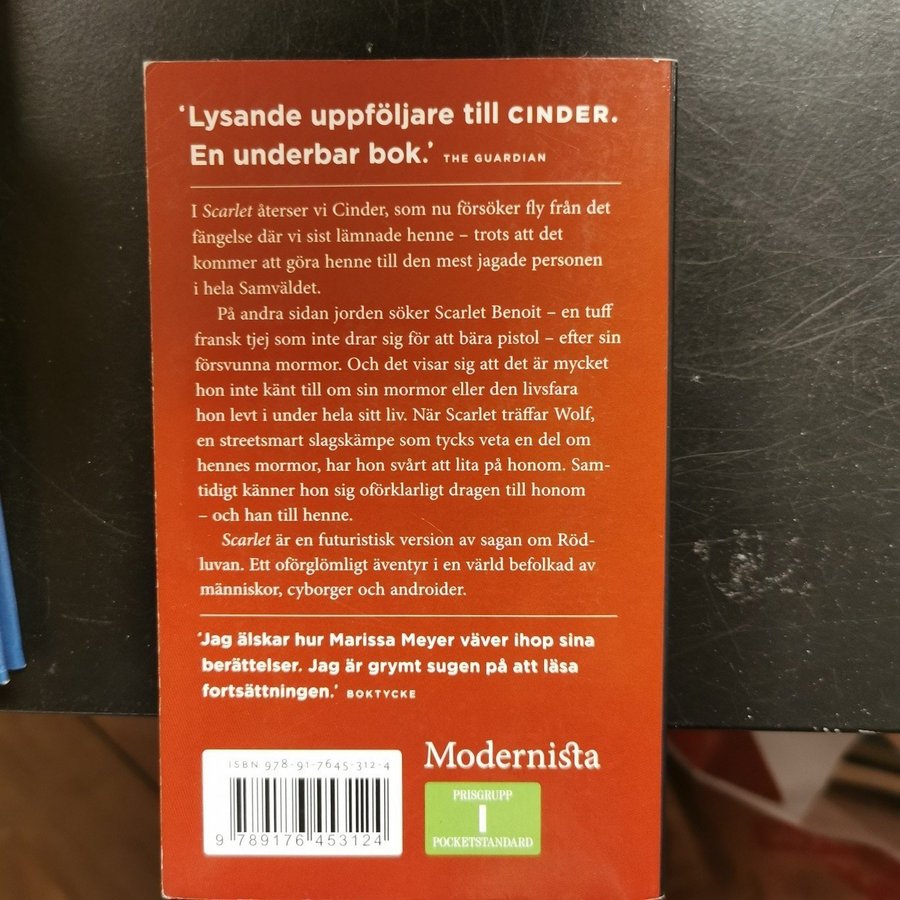 ‘Lysande uppföljare till CINDER.
En underbar bok.’ THE GUARDIAN
I Scarlet återser vi Cinder, som nu försöker fly från det
fängelse där vi sist lämnade henne – trots att det
kommer att göra henne till den mest jagade personen
i hela Samväldet.
På andra sidan jorden söker Scarlet Benoit – en tuff
fransk tjej som inte drar sig för att bära pistol – efter sin
försvunna mormor. Och det visar sig att det är mycket
hon inte känt till om sin mormor eller den livsfara
hon levt i under hela sitt liv. När Scarlet träffar Wolf,
en streetsmart slagskämpe som tycks veta en del om
hennes mormor, har hon svårt att lita på honom. Sam-
tidigt känner hon sig oförklarligt dragen till honom
– och han till henne.
Scarlet är en futuristisk version av sagan om Röd-
luvan. Ett oförglömligt äventyr i en värld befolkad av
människor, cyborger och androider.
‘Jag älskar hur Marissa Meyer väver ihop sina
berättelser. Jag är grymt sugen på att läsa
fortsättningen.’ BOKTYCKE
ISBN 978-91-7645-312-4
9 789176 453124
Modernista
PRISGRUPP
1
POCKETSTANDARD